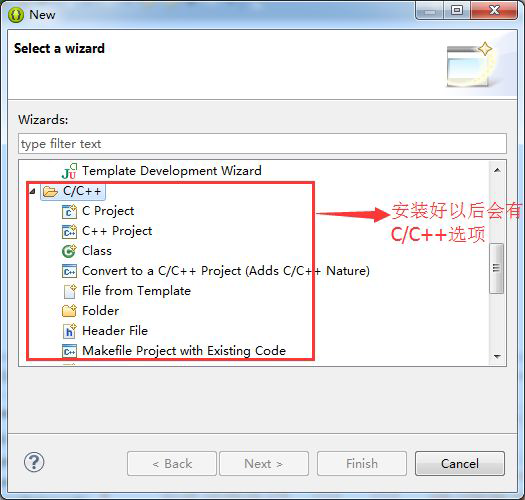 New
Select a wizard
Wizards:
type filter text
Template Development Wizard
C/C++
C Project
C++ Project
Class
Convert to a C/C++ Project (Adds C/C++ Nature)
File from Template
Folder
Header File
Makefile Project with Existing Code
安装好以后会有
C/C++选项
< Back
Next >
Finish
Cancel